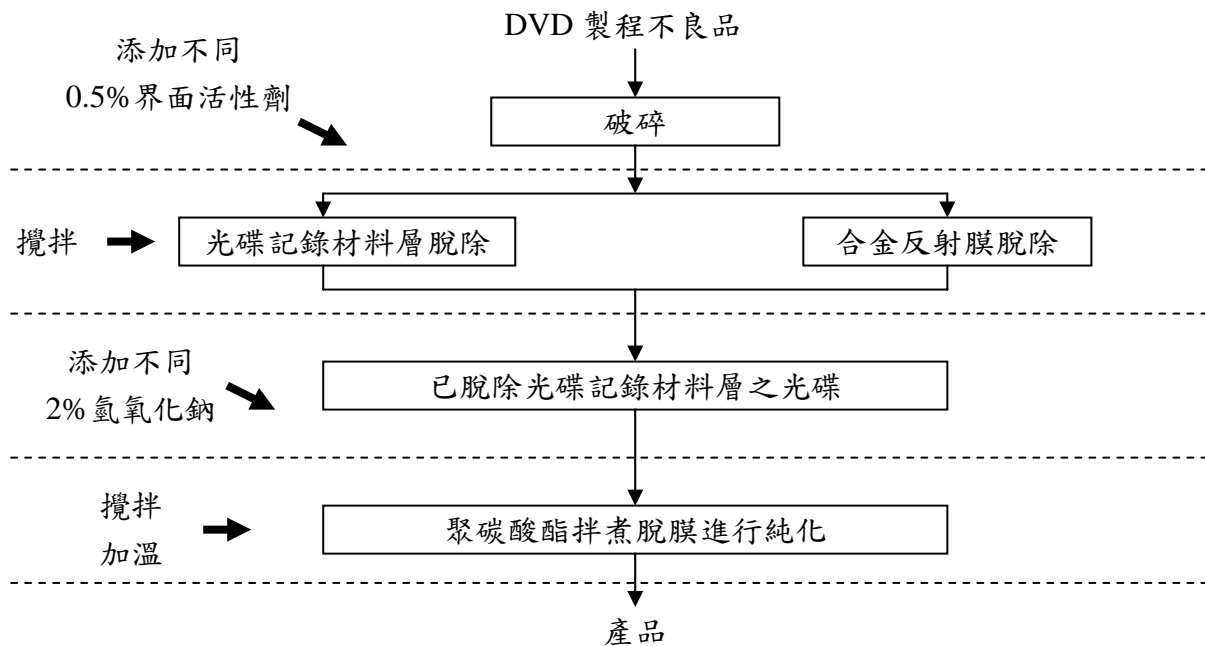 DVD 製程不良品
添加不同
0.5%界面活性劑
破碎
攪拌
光碟記錄材料層脫除
合金反射膜脫除
添加不同
2%氫氧化鈉
已脫除光碟記錄材料層之光碟
攪拌
加溫
聚碳酸酯拌煮脫膜進行純化
產品